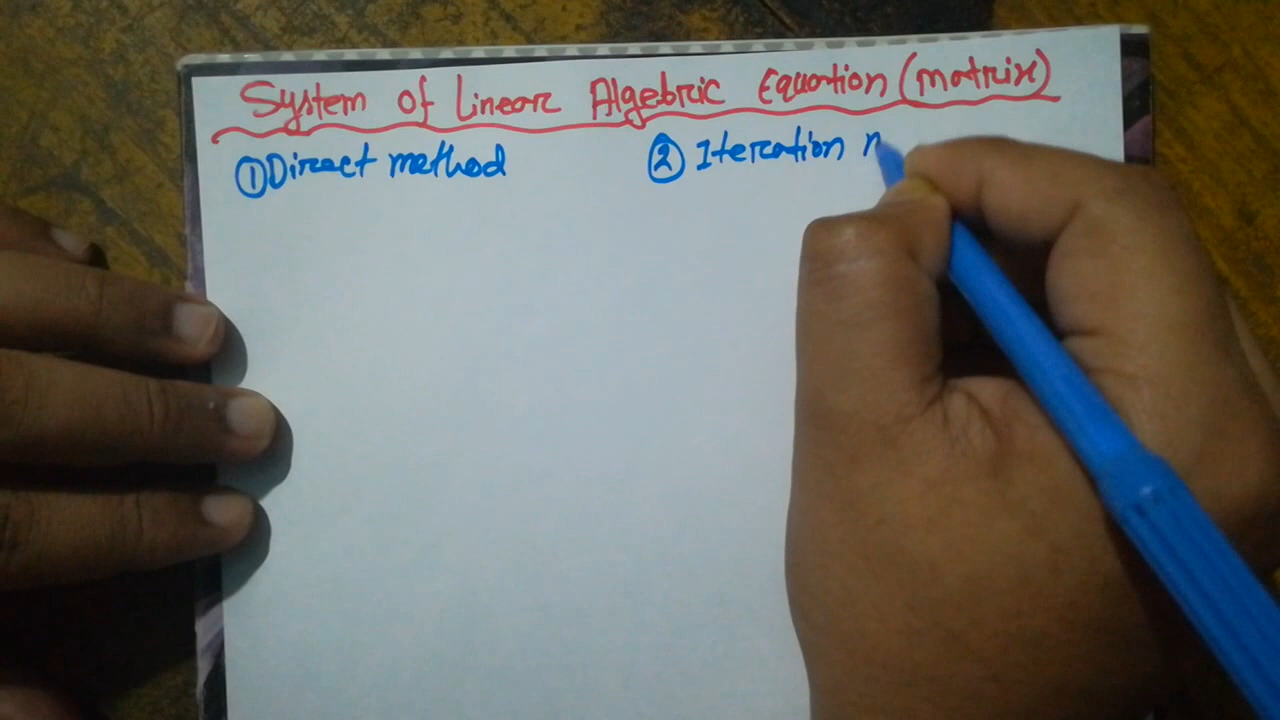 System of Linear Algebric Equation (matrix)
① Direct method
② Iteration